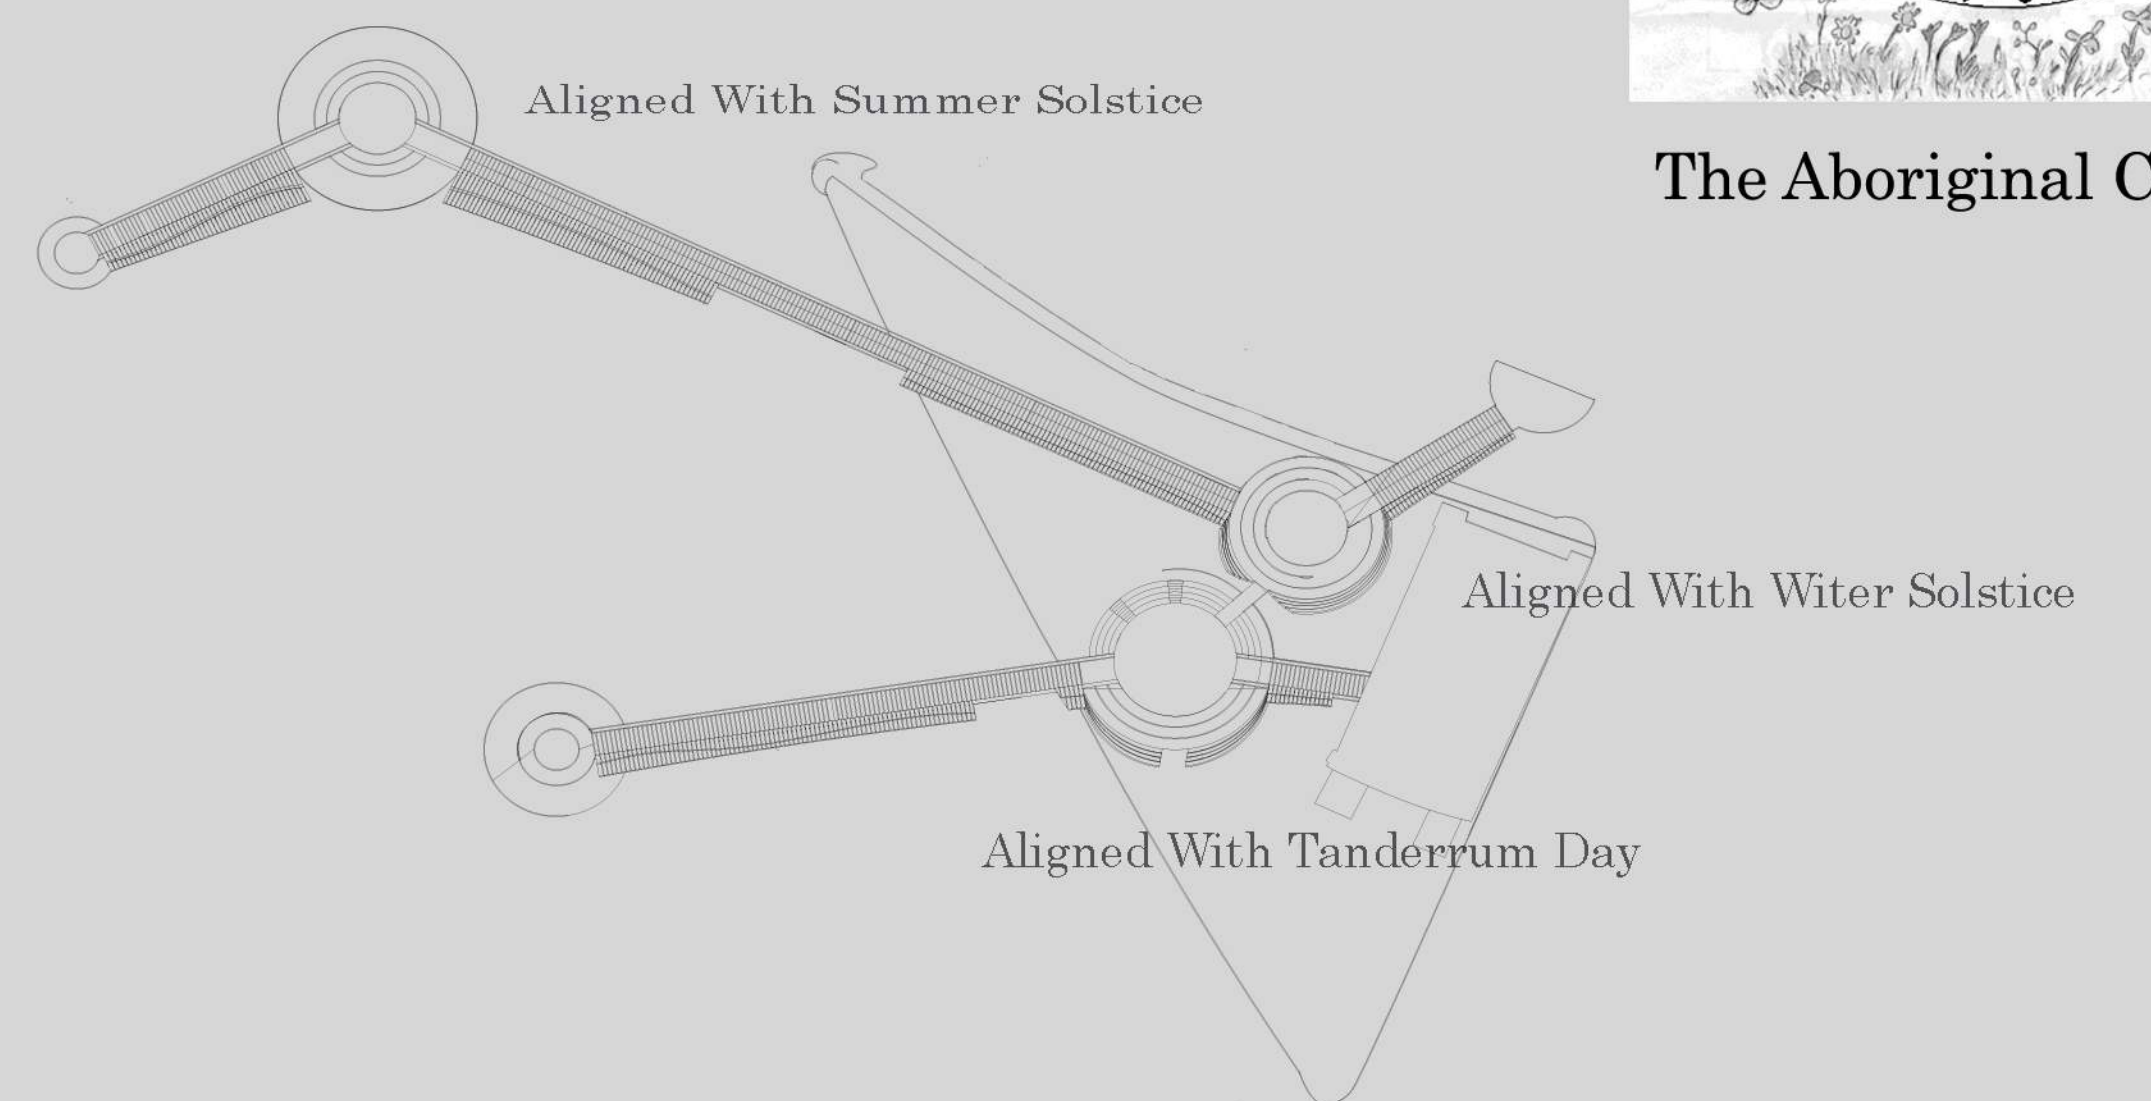 Aligned With Summer Solstice
The Aboriginal C
Aligned With Witer Solstice
Aligned With Tanderrum Day